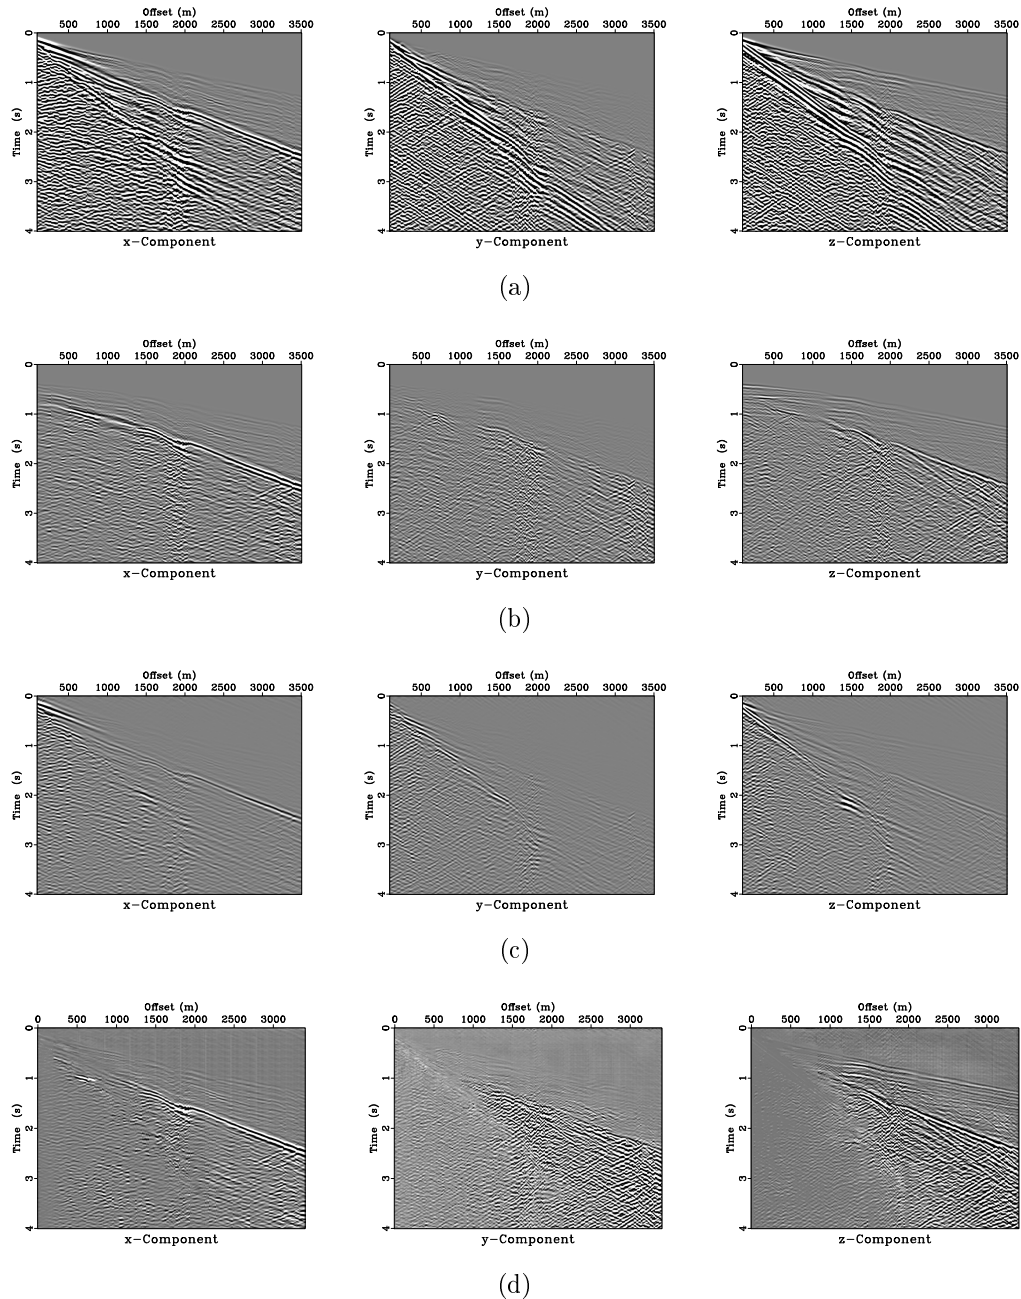 Offset (m) Offset (m) Offset (m)
500 1000 1500 2000 2500 3000 3500 500 1000 1500 2000 2500 3000 3500 500 1000 1500 2000 2500 3000 3500
0 0 0
1 1 1
2 2 2
3 3 3
4 4 4
Time (s) Time (s) Time (s)
x-Component y-Component z-Component
(a)
Offset (m) Offset (m) Offset (m)
500 1000 1500 2000 2500 3000 3500 500 1000 1500 2000 2500 3000 3500 500 1000 1500 2000 2500 3000 3500
0 0 0
1 1 1
2 2 2
3 3 3
4 4 4
Time (s) Time (s) Time (s)
x-Component y-Component z-Component
(b)
Offset (m) Offset (m) Offset (m)
500 1000 1500 2000 2500 3000 3500 500 1000 1500 2000 2500 3000 3500 500 1000 1500 2000 2500 3000 3500
0 0 0
1 1 1
2 2 2
3 3 3
4 4 4
Time (s) Time (s) Time (s)
x-Component y-Component z-Component
(c)
Offset (m) Offset (m) Offset (m)
0 500 1000 1500 2000 2500 3000 0 500 1000 1500 2000 2500 3000 0 500 1000 1500 2000 2500 3000
0 0 0
1 1 1
2 2 2
3 3 3
4 4 4
Time (s) Time (s) Time (s)
x-Component y-Component z-Component
(d)